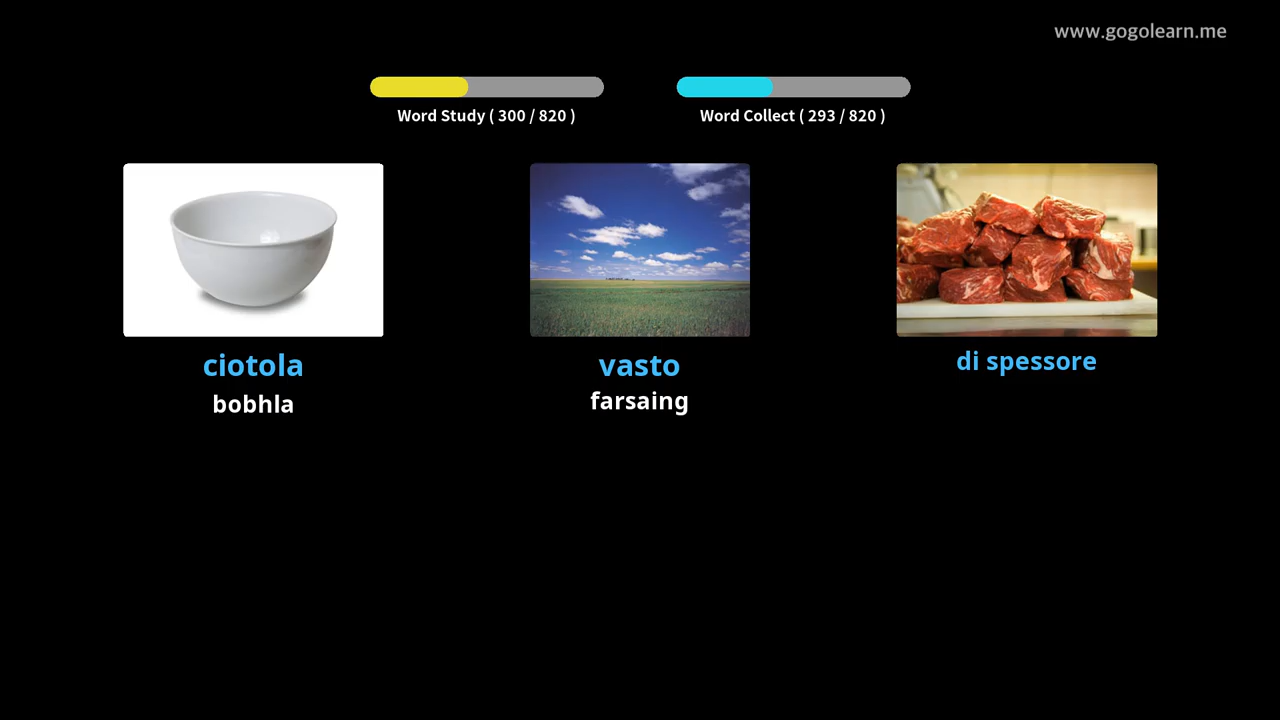 www.gogolearn.me
Word Study ( 300 / 820 )
Word Collect ( 293 / 820 )
ciotola
bobhla
vasto
farsaing
di spessore